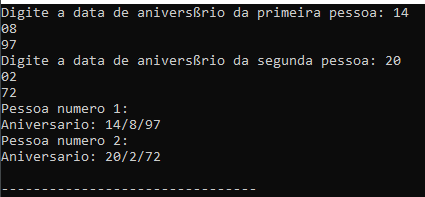 Digite a data de aniversßrio da primeira pessoa: 14
08
97
Digite a data de aniversßrio da segunda pessoa: 20
02
72
Pessoa numero 1:
Aniversario: 14/8/97
Pessoa numero 2:
Aniversario: 20/2/72
--------------------------------